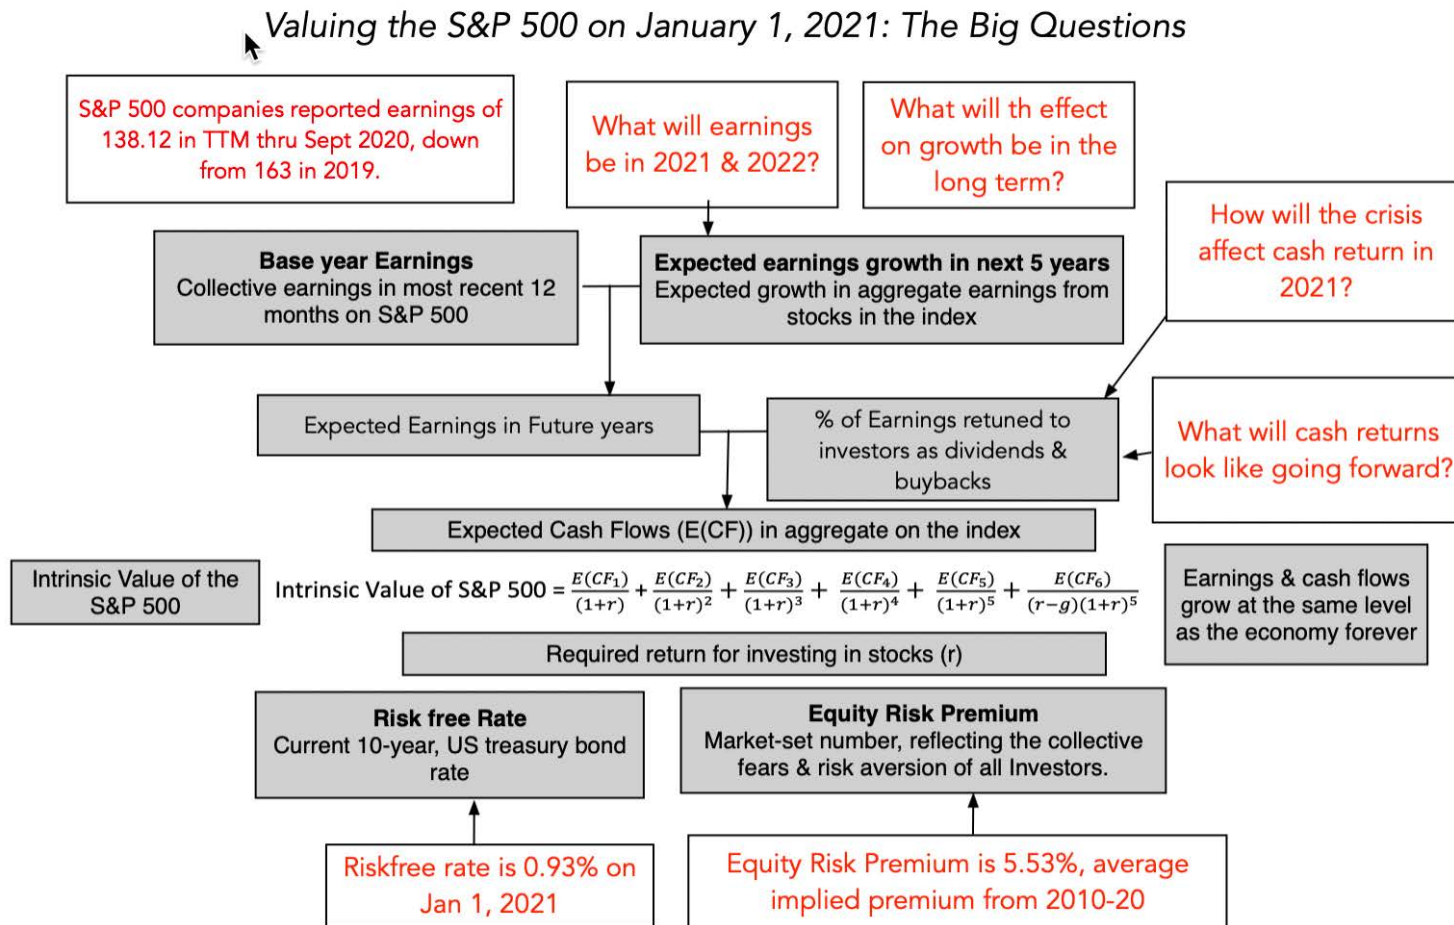 Valuing the S&P 500 on January 1, 2021: The Big Questions
S&P 500 companies reported earnings of
138.12 in TTM thru Sept 2020, down
from 163 in 2019.
What will earnings
be in 2021 & 2022?
What will th effect
on growth be in the
long term?
How will the crisis
affect cash return in
2021?
Base year Earnings
Collective earnings in most recent 12
months on S&P 500
Expected earnings growth in next 5 years
Expected growth in aggregate earnings from
stocks in the index
Expected Earnings in Future years
% of Earnings retuned to
investors as dividends &
buybacks
What will cash returns
look like going forward?
Expected Cash Flows (E(CF)) in aggregate on the index
Intrinsic Value of the
S&P 500
Intrinsic Value of S&P 500 = E(CF₁)/(1+r) + E(CF₂)/(1+r)² + E(CF₃)/(1+r)³ + E(CF₄)/(1+r)⁴ + E(CF₅)/(1+r)⁵ + E(CF₆)/(r−g)(1+r)⁵
Earnings & cash flows
grow at the same level
as the economy forever
Required return for investing in stocks (r)
Risk free Rate
Current 10-year, US treasury bond
rate
Equity Risk Premium
Market-set number, reflecting the collective
fears & risk aversion of all Investors.
Riskfree rate is 0.93% on
Jan 1, 2021
Equity Risk Premium is 5.53%, average
implied premium from 2010-20